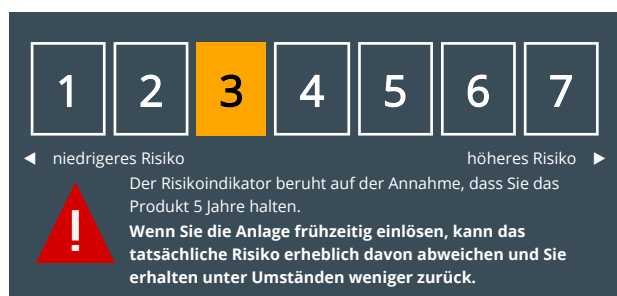 1 2 3 4 5 6 7
◄ niedrigeres Risiko höheres Risiko ►
Der Risikoindikator beruht auf der Annahme, dass Sie das
Produkt 5 Jahre halten.
Wenn Sie die Anlage frühzeitig einlösen, kann das
tatsächliche Risiko erheblich davon abweichen und Sie
erhalten unter Umständen weniger zurück.
!